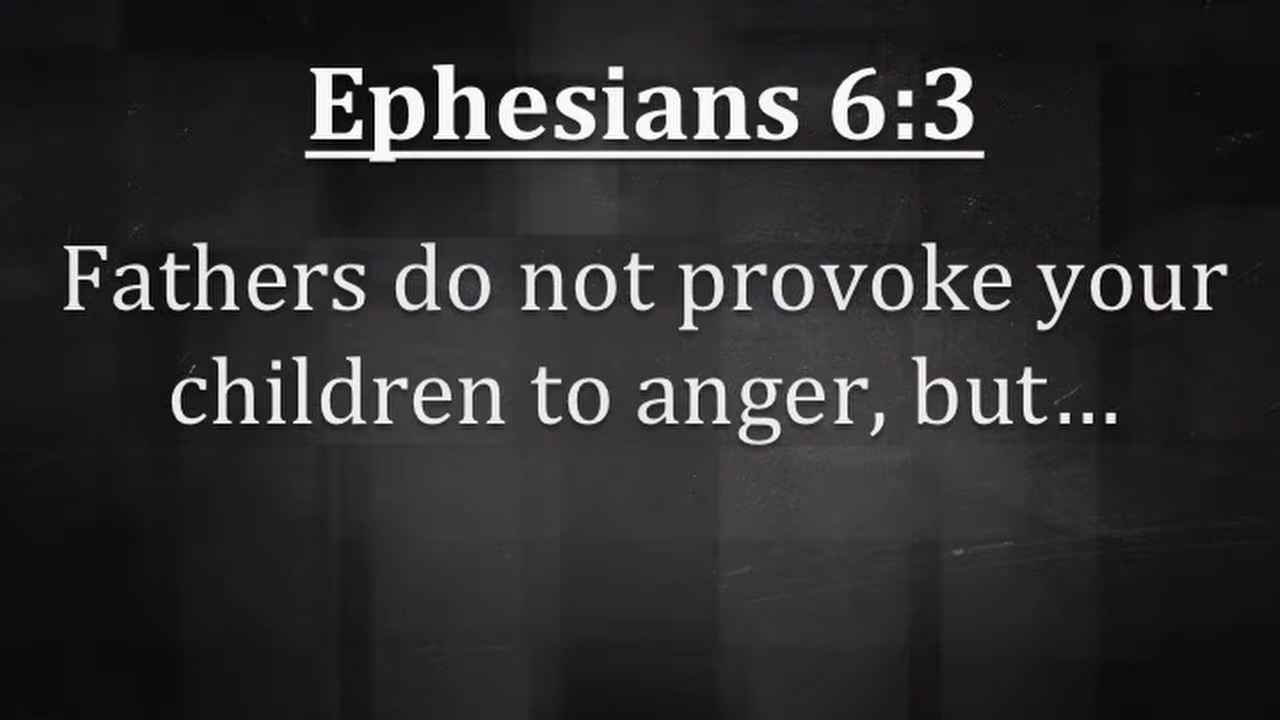 Ephesians 6:3
Fathers do not provoke your
children to anger, but…